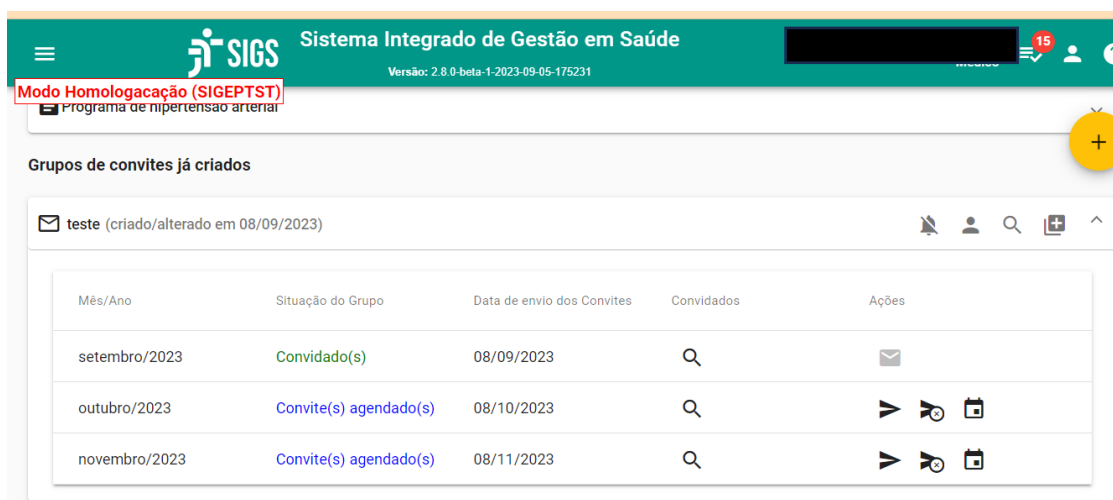 SIGS
Sistema Integrado de Gestão em Saúde
Versão: 2.8.0-beta-1-2023-09-05-175231
15
Modo Homologacação (SIGEPTST)
Programa de hipertensão arterial
Grupos de convites já criados
teste (criado/alterado em 08/09/2023)
Mês/Ano Situação do Grupo Data de envio dos Convites Convidados Ações
setembro/2023 Convidado(s) 08/09/2023
outubro/2023 Convite(s) agendado(s) 08/10/2023
novembro/2023 Convite(s) agendado(s) 08/11/2023